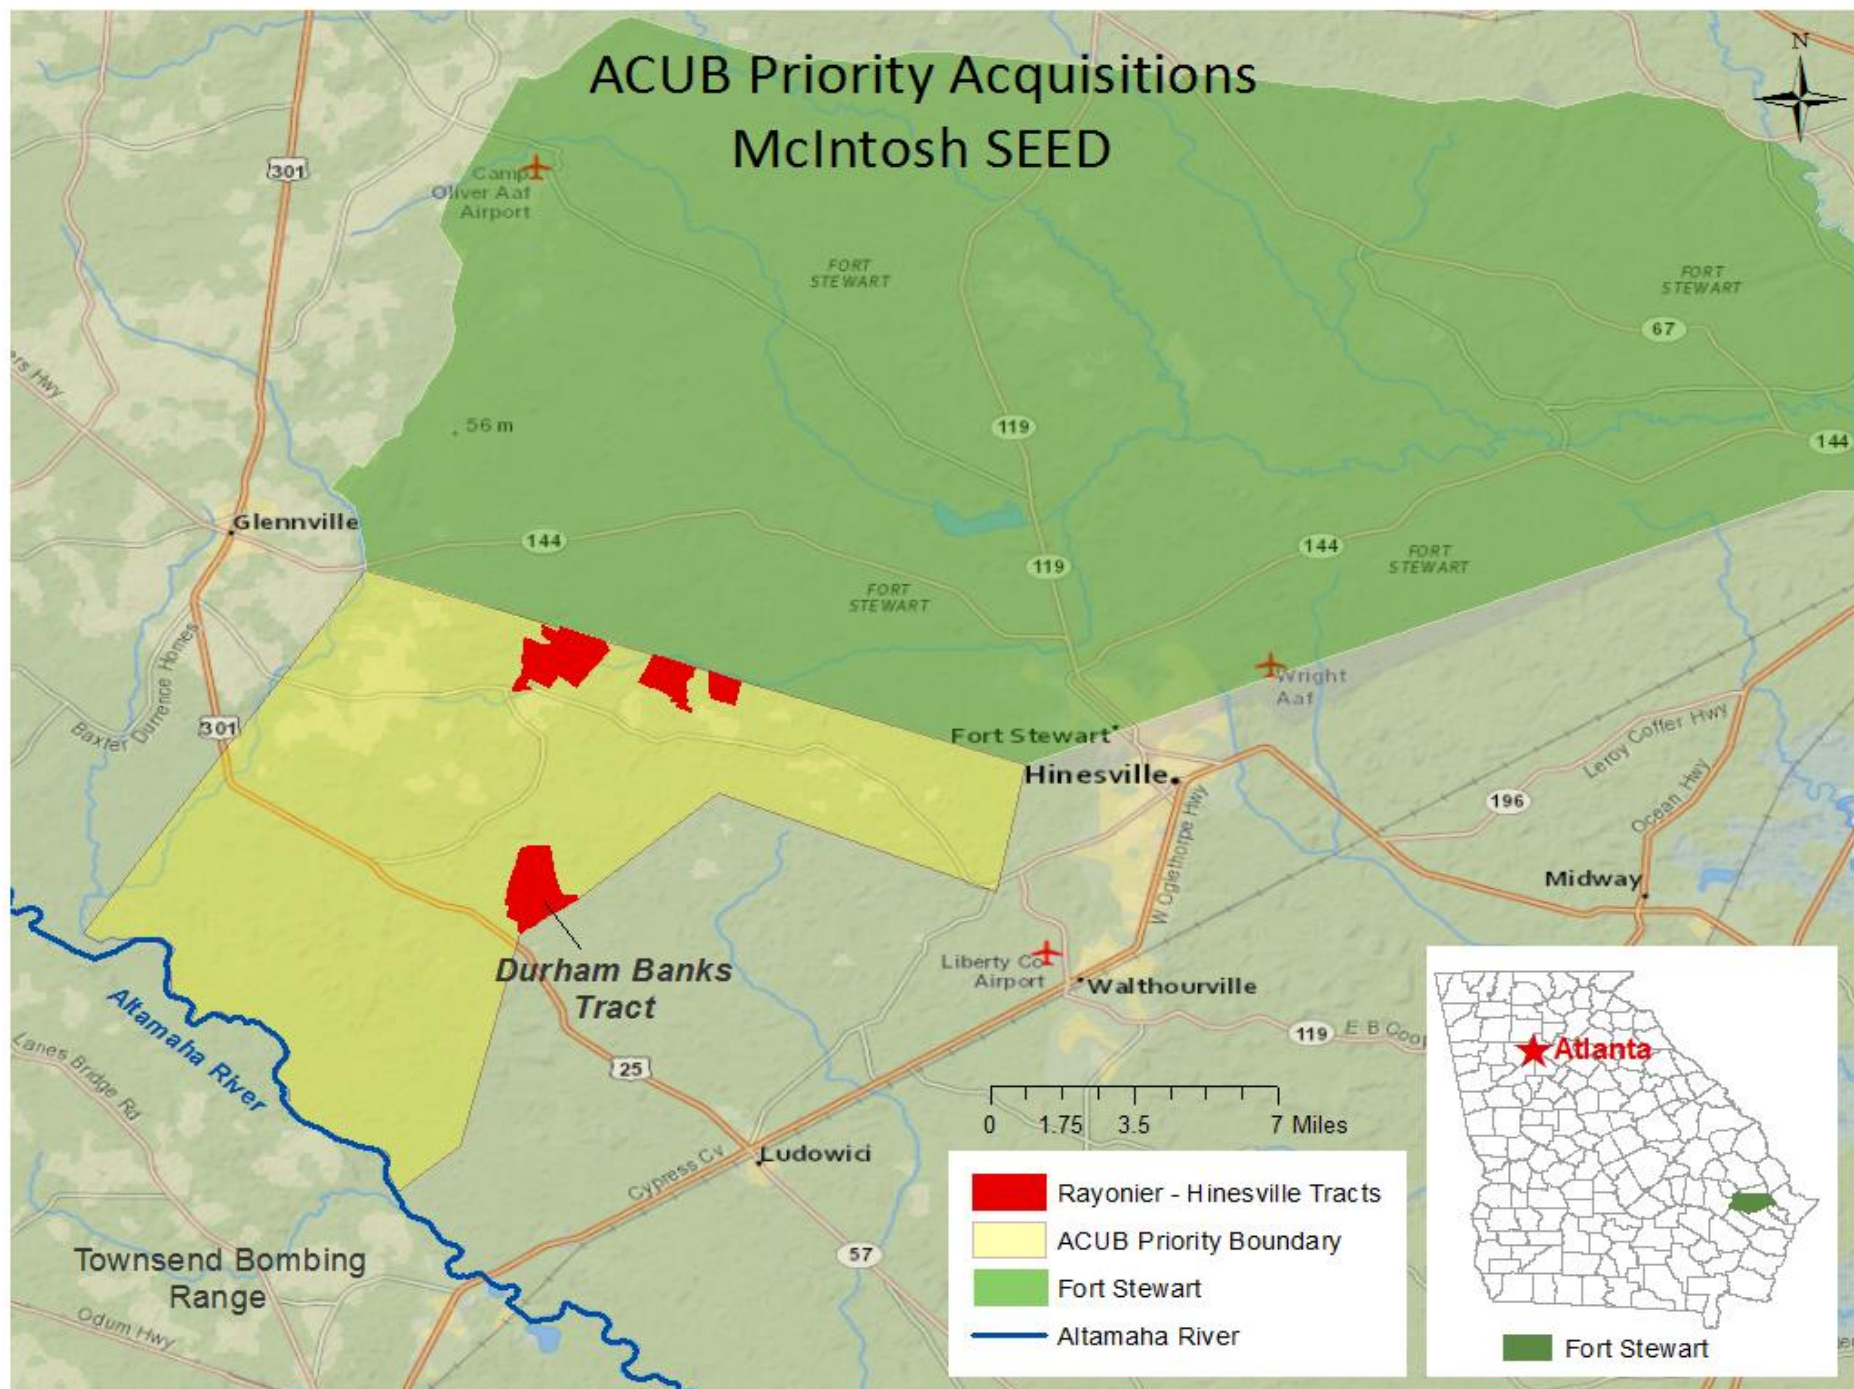 ACUB Priority Acquisitions
McIntosh SEED
N
301
Camp
Oliver Aaf
Airport
FORT
STEWART
FORT
STEWART
67
56 m
119
144
Glennville
144
119
144
FORT
STEWART
FORT
STEWART
Baxter Durrence Homes
301
Wright
Aaf
Fort Stewart
Hinesville
W Oglethorpe Hwy
196
Leroy Coffer Hwy
Ocean Hwy
Midway
Durham Banks
Tract
Liberty Co
Airport
Walthourville
119
Altamaha River
Lanes Bridge Rd
25
Ludowici
Cypress Cv
57
Townsend Bombing
Range
Odum Hwy
0 1.75 3.5 7 Miles
Rayonier - Hinesville Tracts
ACUB Priority Boundary
Fort Stewart
Altamaha River
Atlanta
Fort Stewart